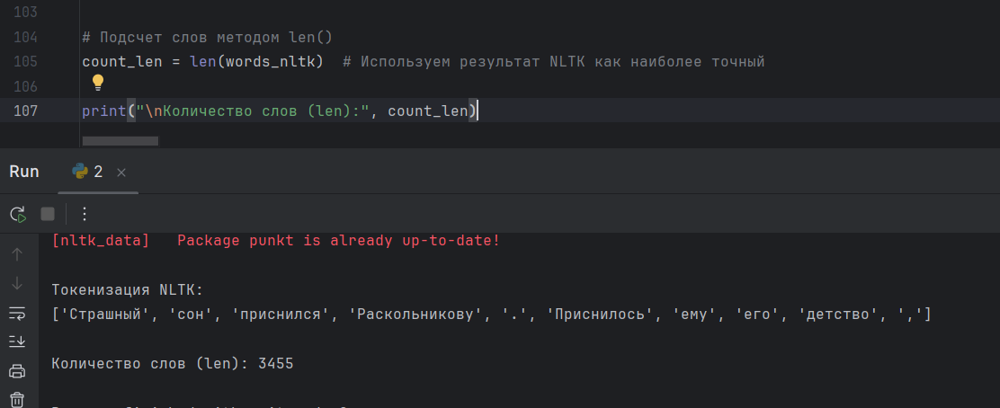 103
104 # Подсчет слов методом len()
105 count_len = len(words_nltk)  # Используем результат NLTK как наиболее точный
106
107 print("\nКоличество слов (len):", count_len)
Run 2
[nltk_data]   Package punkt is already up-to-date!
Токенизация NLTK:
['Страшный', 'сон', 'приснился', 'Раскольникову', '.', 'Приснилось', 'ему', 'его', 'детство', ',']
Количество слов (len): 3455